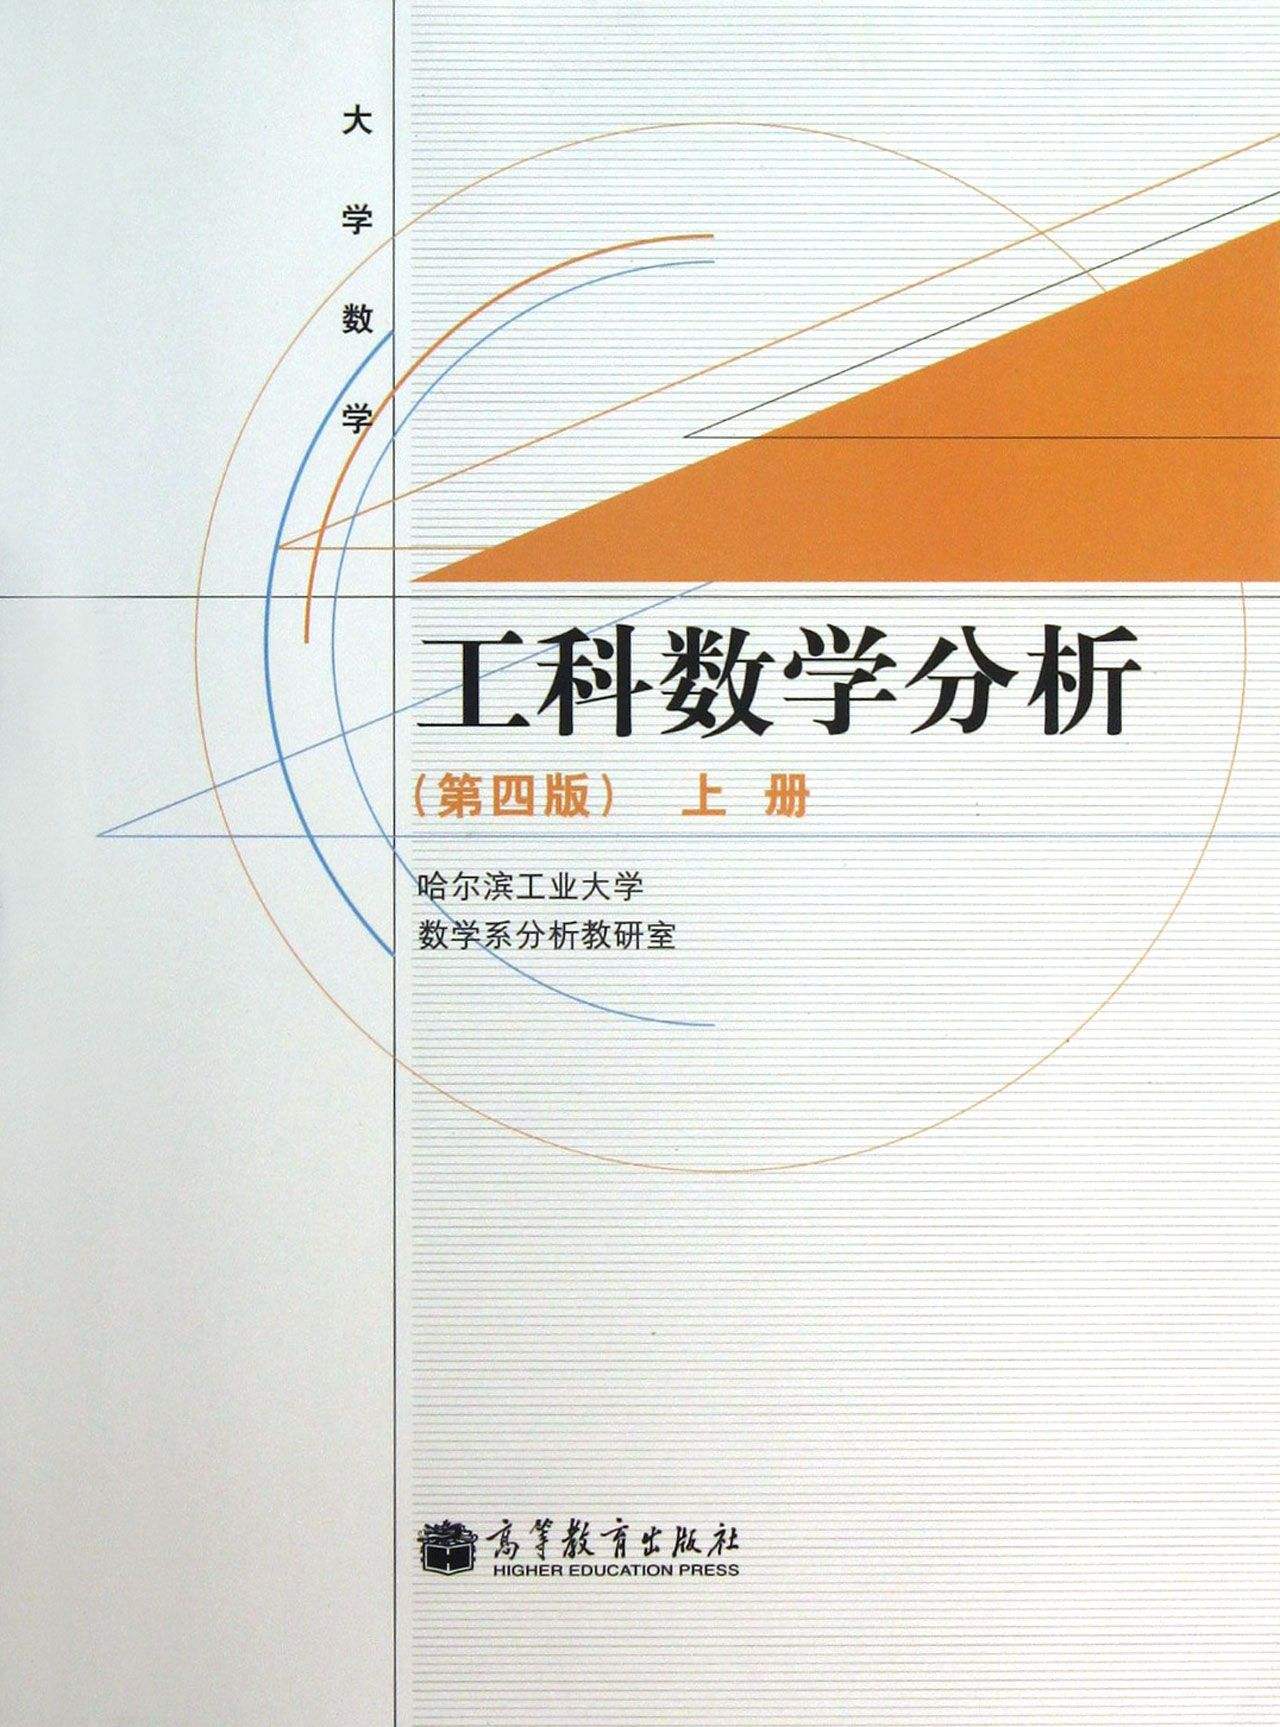 大学数学
工科数学分析
（第四版） 上 册
哈尔滨工业大学
数学系分析教研室
高等教育出版社
HIGHER EDUCATION PRESS